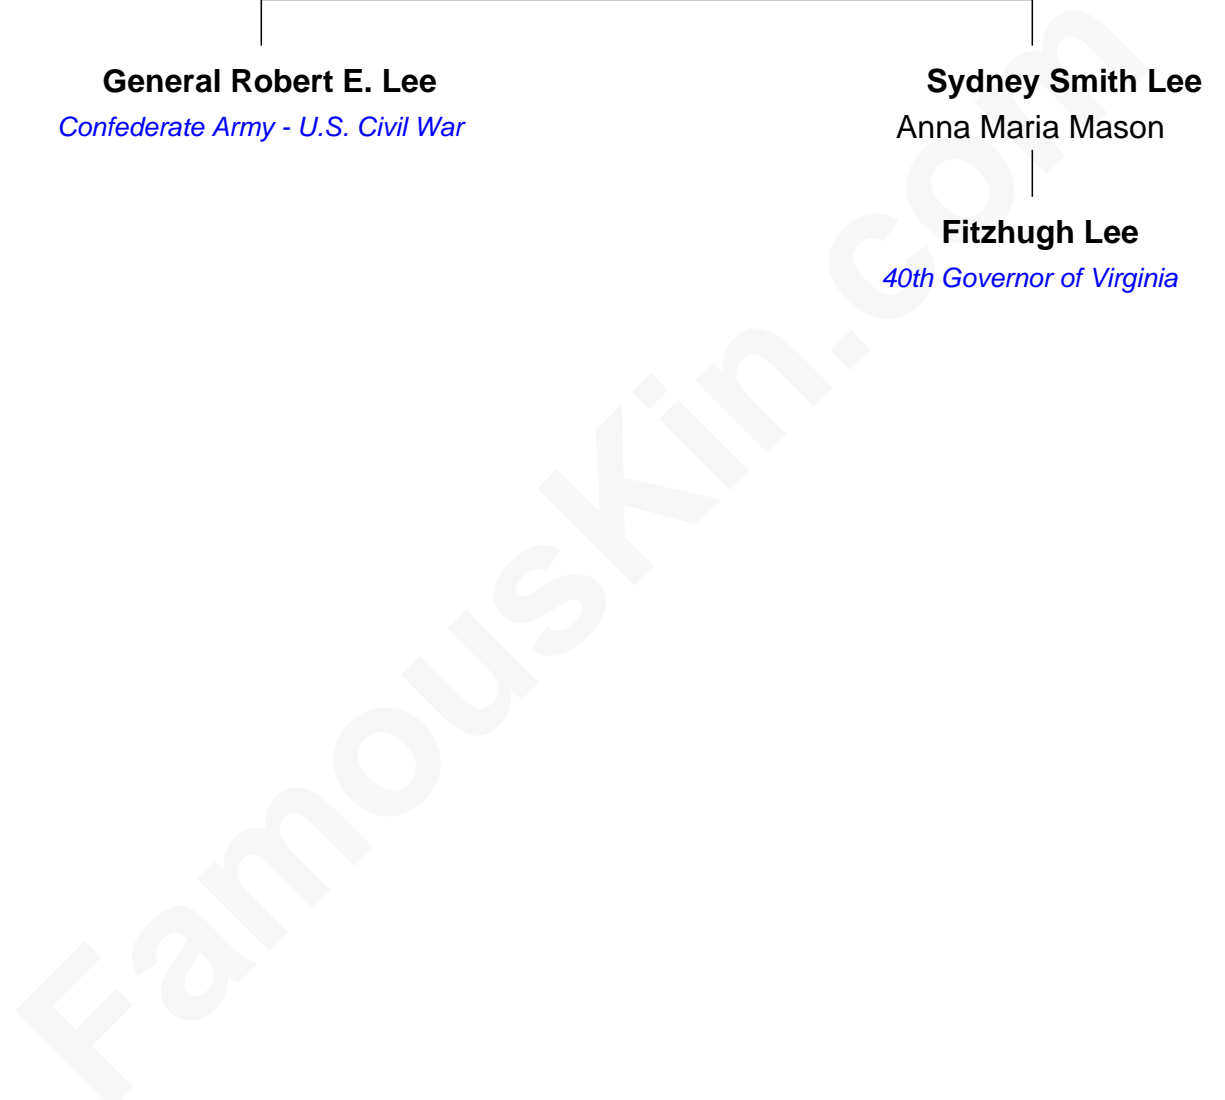 General Robert E. Lee
Confederate Army - U.S. Civil War
Sydney Smith Lee
Anna Maria Mason
Fitzhugh Lee
40th Governor of Virginia
FamousKin.com